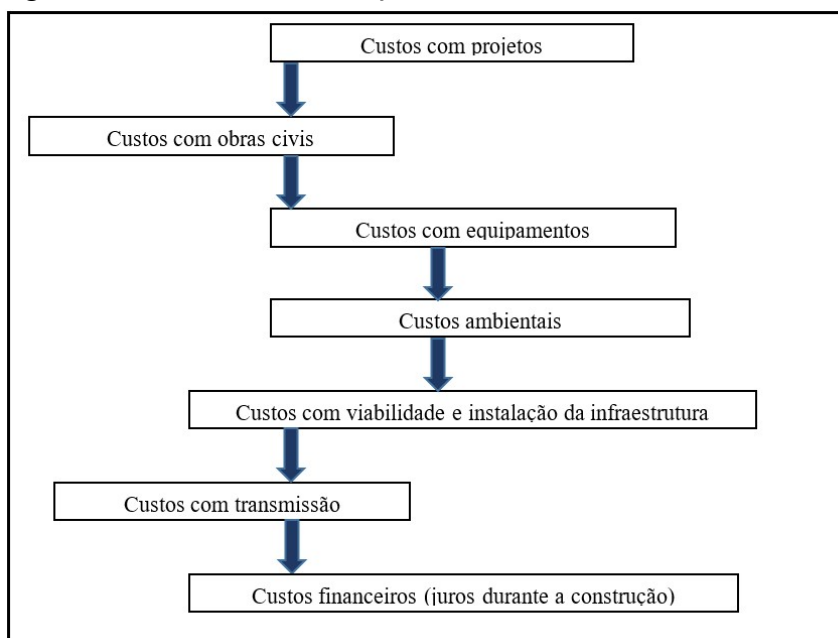 Custos com projetos
Custos com obras civis
Custos com equipamentos
Custos ambientais
Custos com viabilidade e instalação da infraestrutura
Custos com transmissão
Custos financeiros (juros durante a construção)